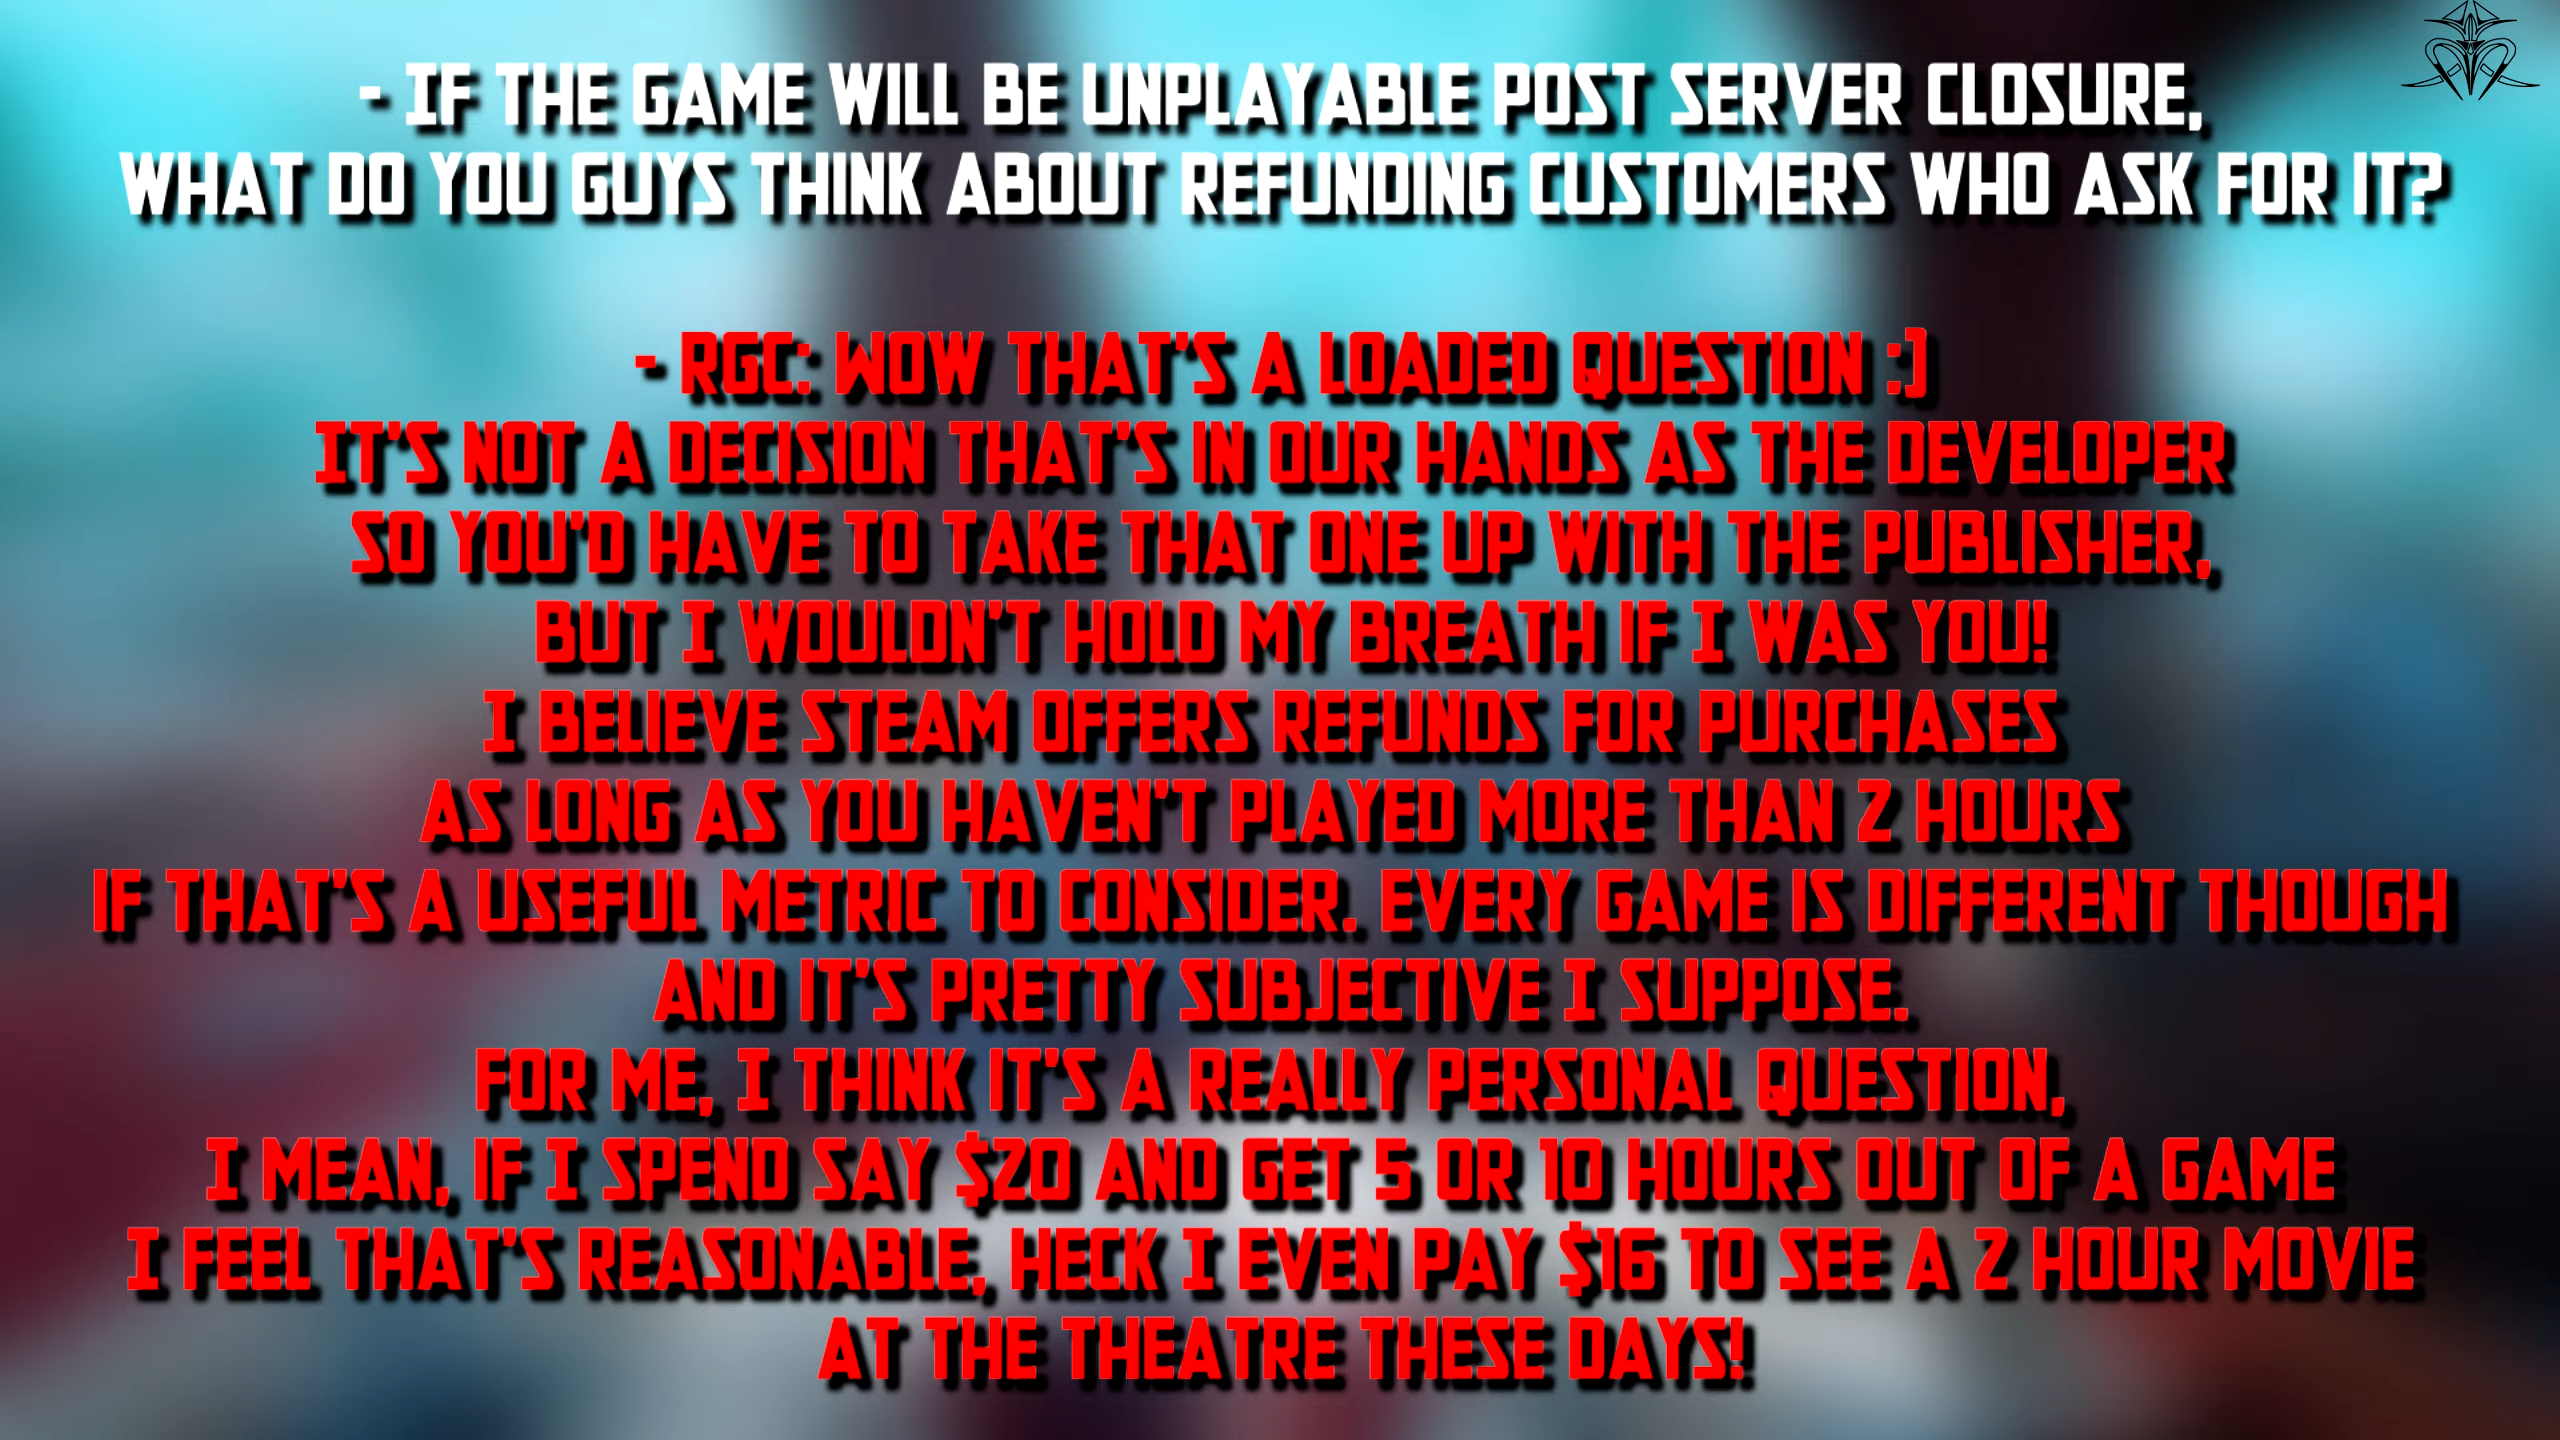 - IF THE GAME WILL BE UNPLAYABLE POST SERVER CLOSURE,
WHAT DO YOU GUYS THINK ABOUT REFUNDING CUSTOMERS WHO ASK FOR IT?
- RGC: WOW THAT'S A LOADED QUESTION :)
IT'S NOT A DECISION THAT'S IN OUR HANDS AS THE DEVELOPER
SO YOU'D HAVE TO TAKE THAT ONE UP WITH THE PUBLISHER,
BUT I WOULDN'T HOLD MY BREATH IF I WAS YOU!
I BELIEVE STEAM OFFERS REFUNDS FOR PURCHASES
AS LONG AS YOU HAVEN'T PLAYED MORE THAN 2 HOURS
IF THAT'S A USEFUL METRIC TO CONSIDER. EVERY GAME IS DIFFERENT THOUGH
AND IT'S PRETTY SUBJECTIVE I SUPPOSE.
FOR ME, I THINK IT'S A REALLY PERSONAL QUESTION,
I MEAN, IF I SPEND SAY $20 AND GET 5 OR 10 HOURS OUT OF A GAME
I FEEL THAT'S REASONABLE, HECK I EVEN PAY $16 TO SEE A 2 HOUR MOVIE
AT THE THEATRE THESE DAYS!